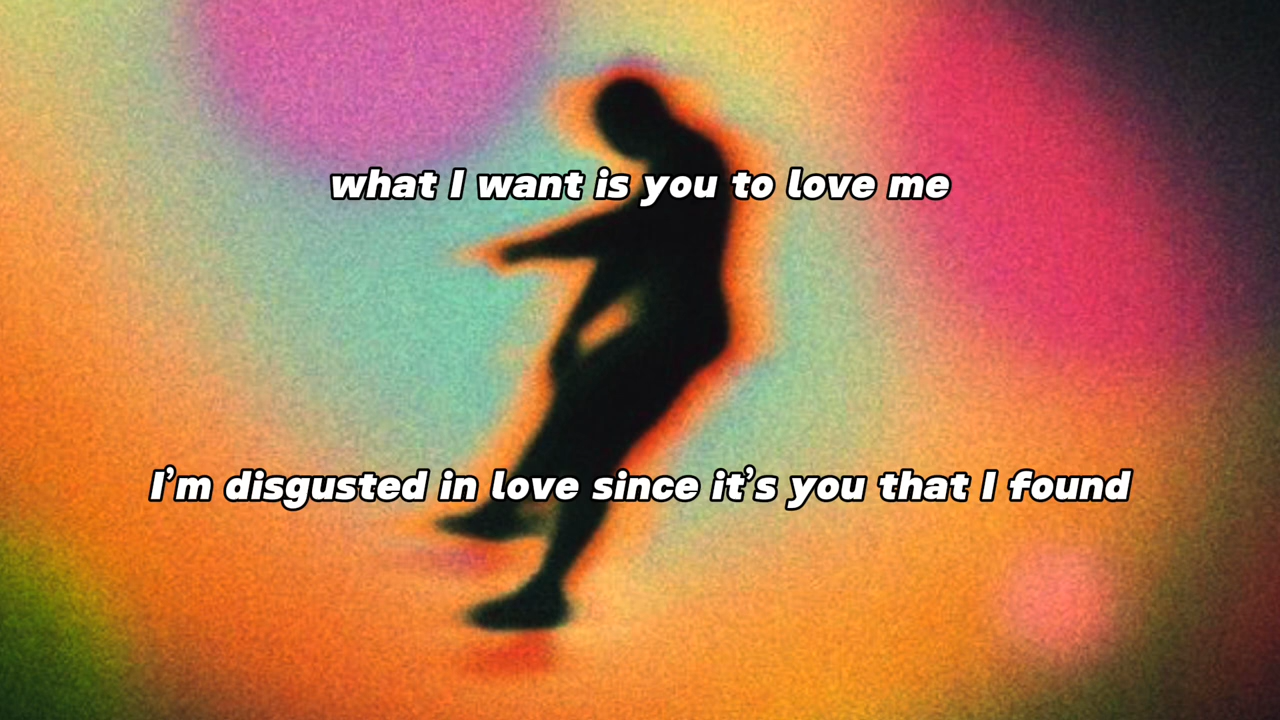 what I want is you to love me
I’m disgusted in love since it’s you that I found